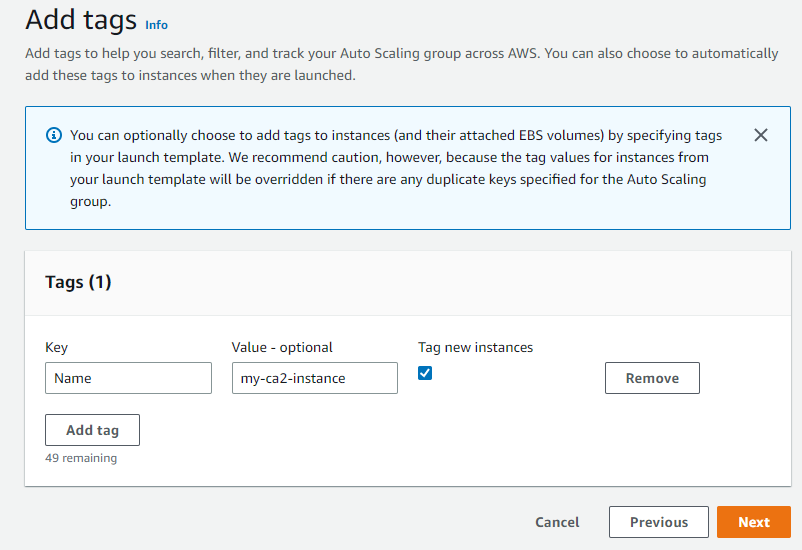 Add tags Info
Add tags to help you search, filter, and track your Auto Scaling group across AWS. You can also choose to automatically
add these tags to instances when they are launched.
You can optionally choose to add tags to instances (and their attached EBS volumes) by specifying tags
in your launch template. We recommend caution, however, because the tag values for instances from
your launch template will be overridden if there are any duplicate keys specified for the Auto Scaling
group.
Tags (1)
Key Value - optional Tag new instances
Name my-ca2-instance Remove
Add tag
49 remaining
Cancel Previous Next